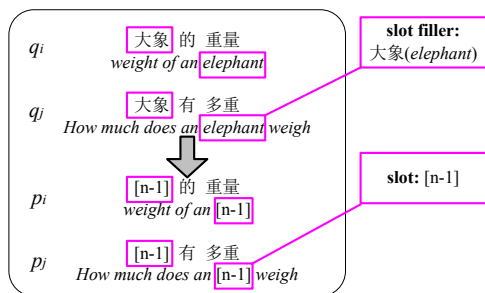 qi
大象 的 重量
weight of an elephant
qj
大象 有 多重
How much does an elephant weigh
pi
[n-1] 的 重量
weight of an [n-1]
pj
[n-1] 有 多重
How much does an [n-1] weigh
slot filler:
大象(elephant)
slot: [n-1]